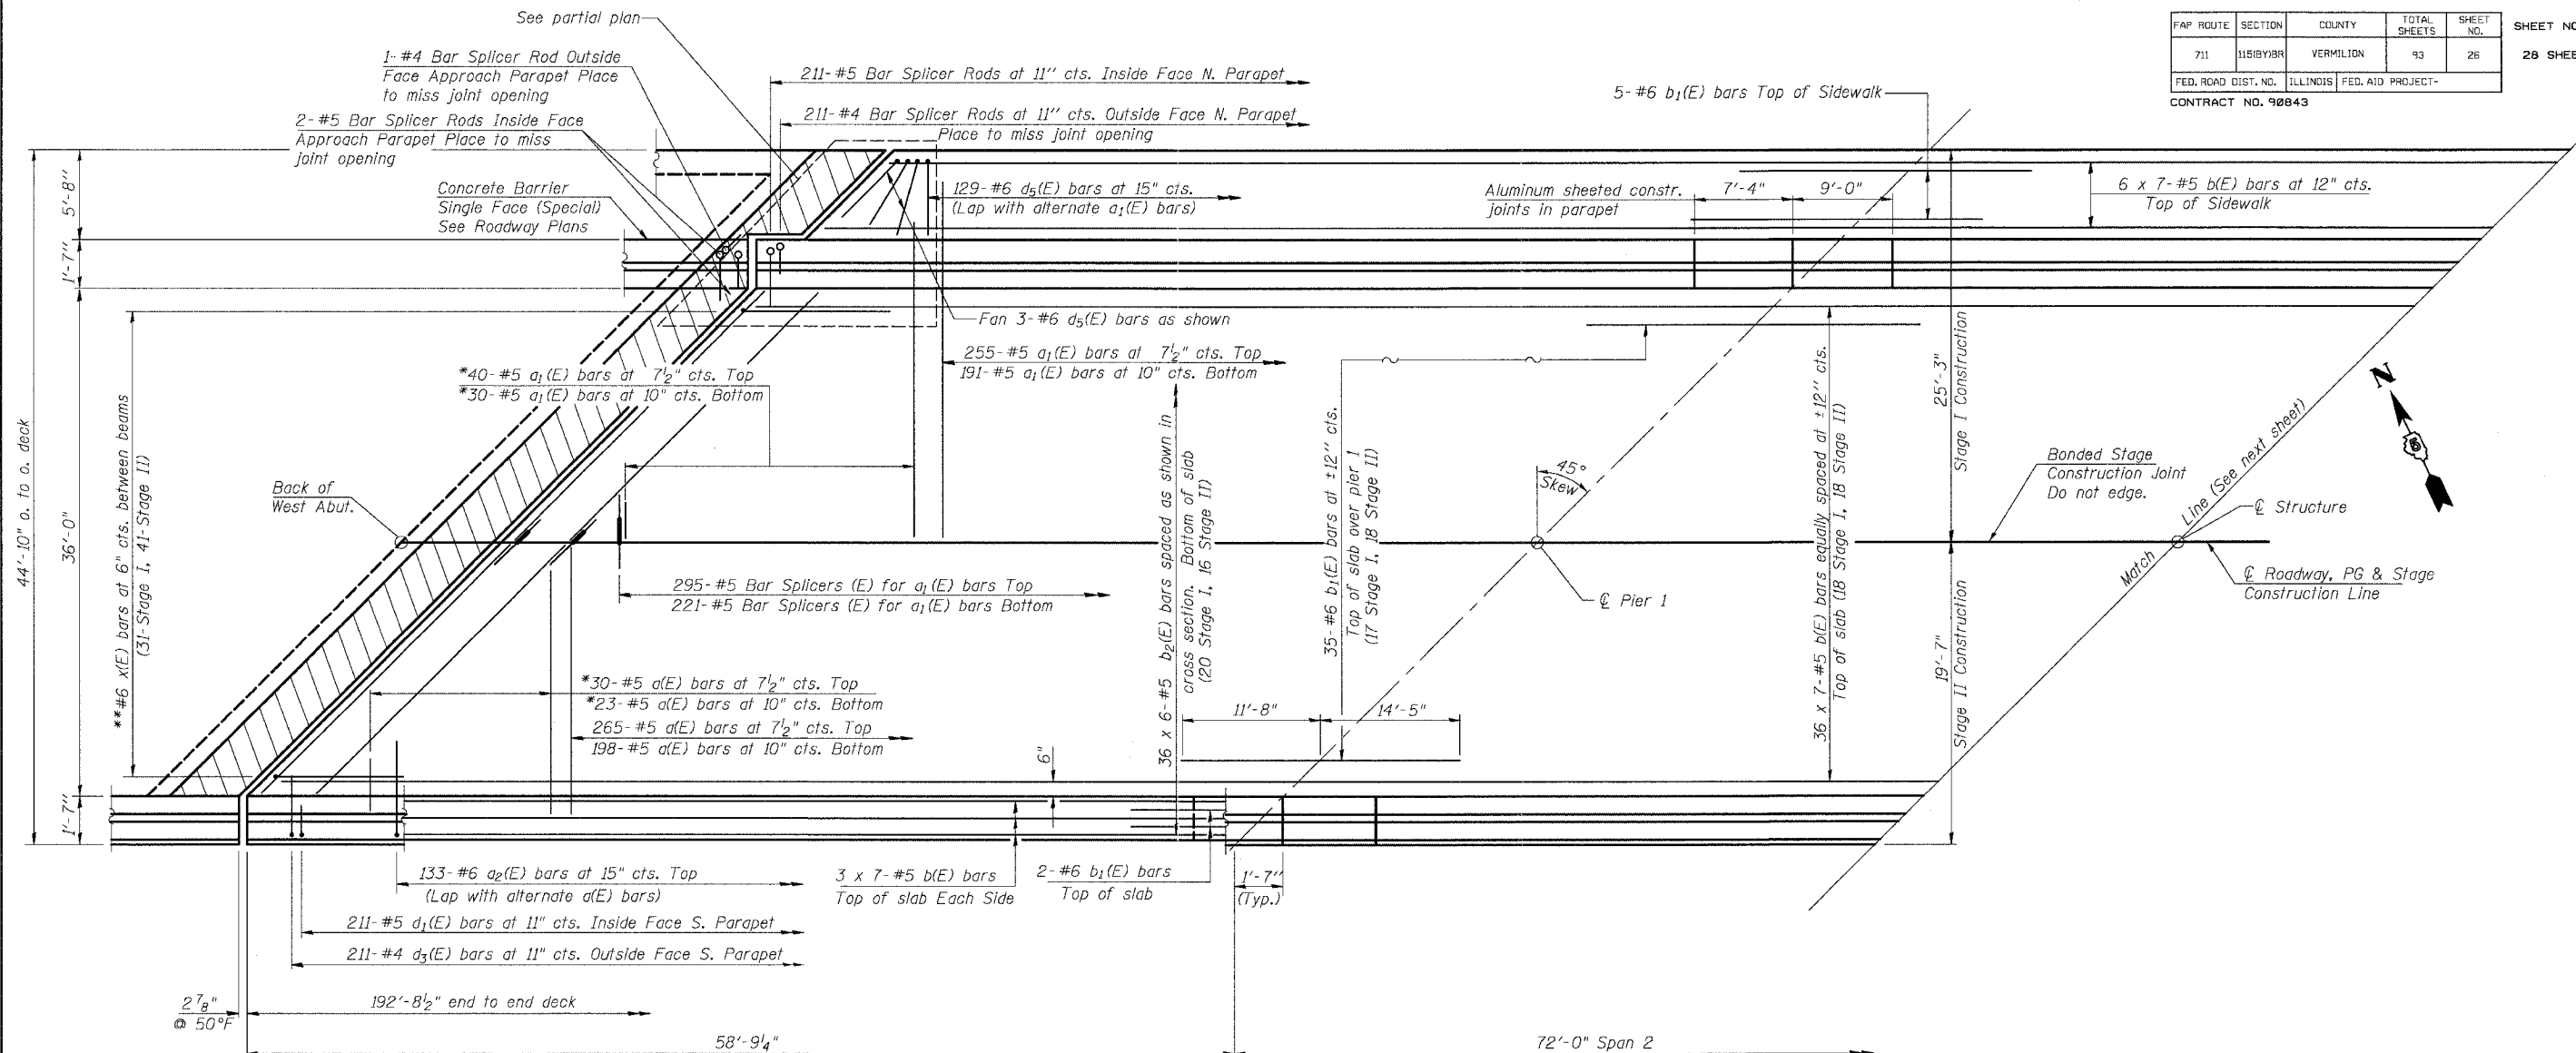 FAP ROUTE SECTION COUNTY TOTAL SHEETS SHEET NO.
711 115(BY)BR VERMILION 93 26
FED. ROAD DIST. NO. ILLINOIS FED. AID PROJECT-
CONTRACT NO. 90843
SHEET NO
28 SHEE
See partial plan
1-#4 Bar Splicer Rod Outside
Face Approach Parapet Place
to miss joint opening
2-#5 Bar Splicer Rods Inside Face
Approach Parapet Place to miss
joint opening
Concrete Barrier
Single Face (Special)
See Roadway Plans
211-#5 Bar Splicer Rods at 11" cts. Inside Face N. Parapet
211-#4 Bar Splicer Rods at 11" cts. Outside Face N. Parapet
Place to miss joint opening
5-#6 b1(E) bars Top of Sidewalk
129-#6 d5(E) bars at 15" cts.
(Lap with alternate a1(E) bars)
Aluminum sheeted constr.
joints in parapet
7'-4"
9'-0"
6 x 7-#5 b(E) bars at 12" cts.
Top of Sidewalk
5'-8"
1'-7"
36'-0"
44'-10" o. to o. deck
1'-7"
Fan 3-#6 d5(E) bars as shown
255-#5 a1(E) bars at 7½" cts. Top
191-#5 a1(E) bars at 10" cts. Bottom
*40-#5 a1(E) bars at 7½" cts. Top
*30-#5 a1(E) bars at 10" cts. Bottom
**#6 x(E) bars at 6" cts. between beams
(31-Stage I, 41-Stage II)
Back of
West Abut.
36 x 6-#5 b2(E) bars spaced as shown in
cross section. Bottom of slab
(20 Stage I, 16 Stage II)
35-#6 b1(E) bars at ±12" cts.
Top of slab over pier 1
(17 Stage I, 18 Stage II)
45°
Skew
36 x 7-#5 b(E) bars equally spaced at ±12" cts.
Top of slab (18 Stage I, 18 Stage II)
25'-3"
Stage I Construction
19'-7"
Stage II Construction
N
Bonded Stage
Construction Joint
Do not edge.
Match Line (See next sheet)
℄ Structure
℄ Roadway, PG & Stage
Construction Line
℄ Pier 1
295-#5 Bar Splicers (E) for a1(E) bars Top
221-#5 Bar Splicers (E) for a1(E) bars Bottom
*30-#5 a(E) bars at 7½" cts. Top
*23-#5 a(E) bars at 10" cts. Bottom
265-#5 a(E) bars at 7½" cts. Top
198-#5 a(E) bars at 10" cts. Bottom
6"
11'-8"
14'-5"
133-#6 a2(E) bars at 15" cts. Top
(Lap with alternate a(E) bars)
3 x 7-#5 b(E) bars
Top of slab Each Side
2-#6 b1(E) bars
Top of slab
1'-7"
(Typ.)
211-#5 d1(E) bars at 11" cts. Inside Face S. Parapet
211-#4 d3(E) bars at 11" cts. Outside Face S. Parapet
2⅞"
@ 50°F
192'-8½" end to end deck
58'-9¼"
72'-0" Span 2